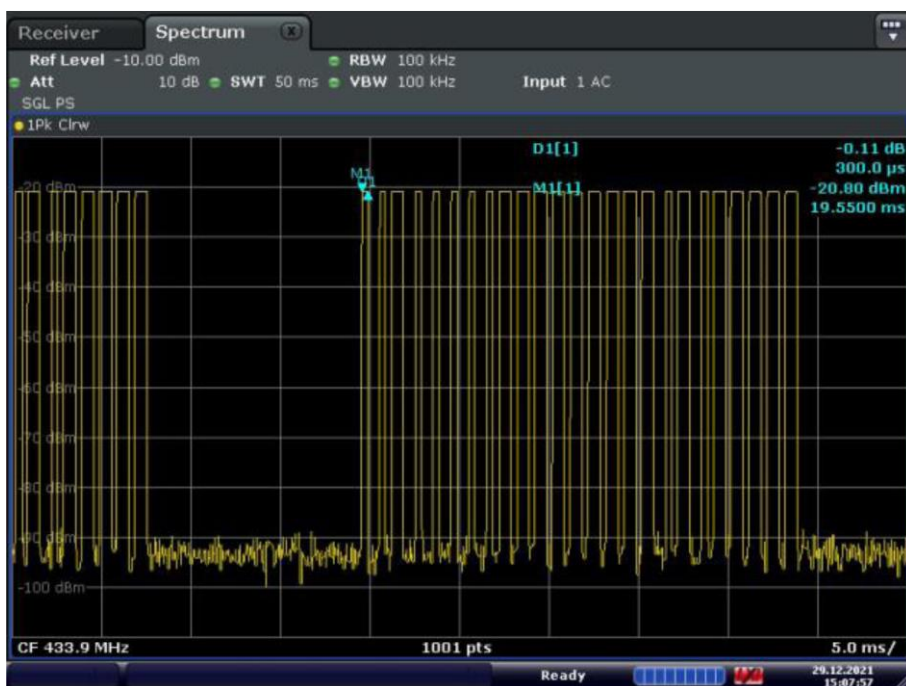 Receiver Spectrum X
Ref Level -10.00 dBm RBW 100 kHz
Att 10 dB SWT 50 ms VBW 100 kHz Input 1 AC
SGL PS
1Pk Clrw
D1[1] -0.11 dB
300.0 µs
M1[1] -20.80 dBm
19.5500 ms
M1
D1
-20 dBm
-30 dBm
-40 dBm
-50 dBm
-60 dBm
-70 dBm
-80 dBm
-90 dBm
-100 dBm
CF 433.9 MHz 1001 pts 5.0 ms/
Ready 29.12.2021
15:07:57